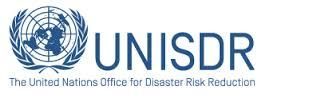 UNISDR
The United Nations Office for Disaster Risk Reduction